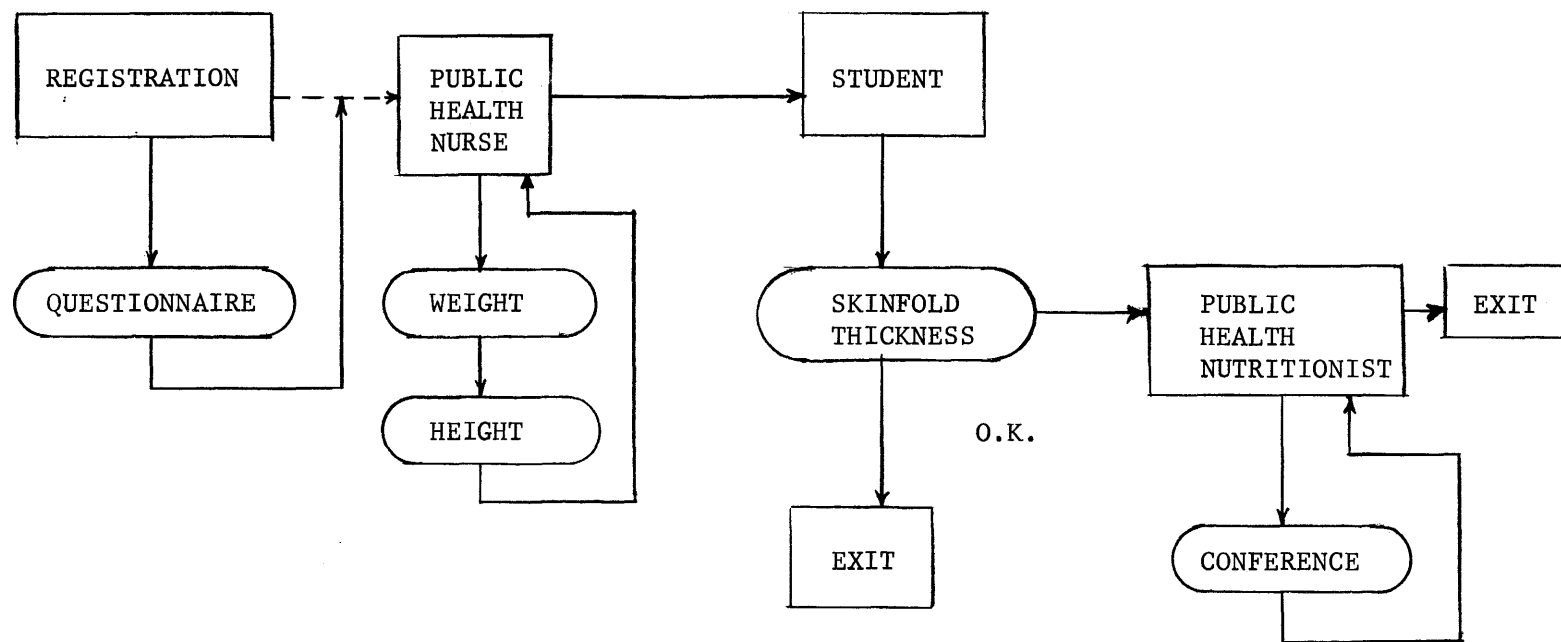 REGISTRATION
PUBLIC
HEALTH
NURSE
STUDENT
QUESTIONNAIRE
WEIGHT
HEIGHT
SKINFOLD
THICKNESS
PUBLIC
HEALTH
NUTRITIONIST
EXIT
O.K.
EXIT
CONFERENCE